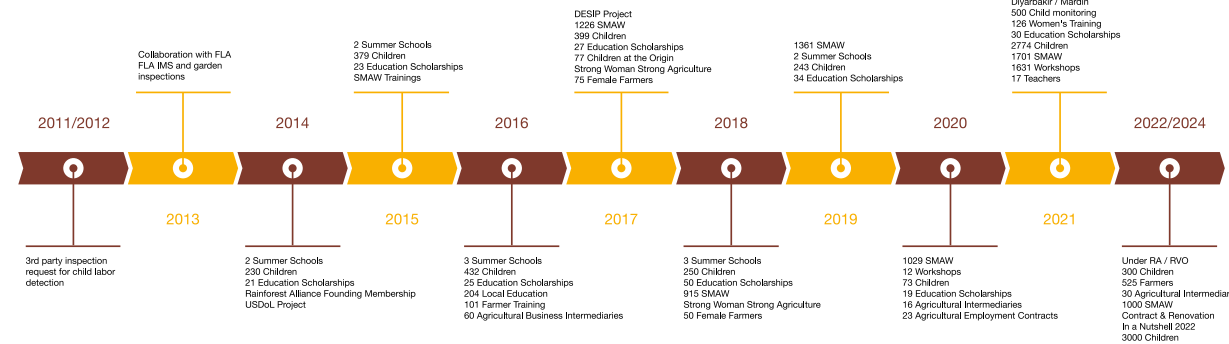 2011/2012
3rd party inspection
request for child labor
detection
Collaboration with FLA
FLA IMS and garden
inspections
2013
2014
2 Summer Schools
230 Children
21 Education Scholarships
Rainforest Alliance Founding Membership
USDoL Project
2 Summer Schools
379 Children
23 Education Scholarships
SMAW Trainings
2015
2016
3 Summer Schools
432 Children
25 Education Scholarships
204 Local Education
101 Farmer Training
60 Agricultural Business Intermediaries
DESIP Project
1226 SMAW
399 Children
27 Education Scholarships
77 Children at the Origin
Strong Woman Strong Agriculture
75 Female Farmers
2017
2018
3 Summer Schools
250 Children
50 Education Scholarships
915 SMAW
Strong Woman Strong Agriculture
50 Female Farmers
1361 SMAW
2 Summer Schools
243 Children
34 Education Scholarships
2019
2020
1029 SMAW
12 Workshops
73 Children
19 Education Scholarships
16 Agricultural Intermediaries
23 Agricultural Employment Contracts
Diyarbakır / Mardin
500 Child monitoring
126 Women's Training
30 Education Scholarships
2774 Children
1701 SMAW
1631 Workshops
17 Teachers
2021
2022/2024
Under RA / RVO
300 Children
525 Farmers
30 Agricultural
1000 SMAW
Contract & Renovation
In a Nutshell 2022
3000 Children